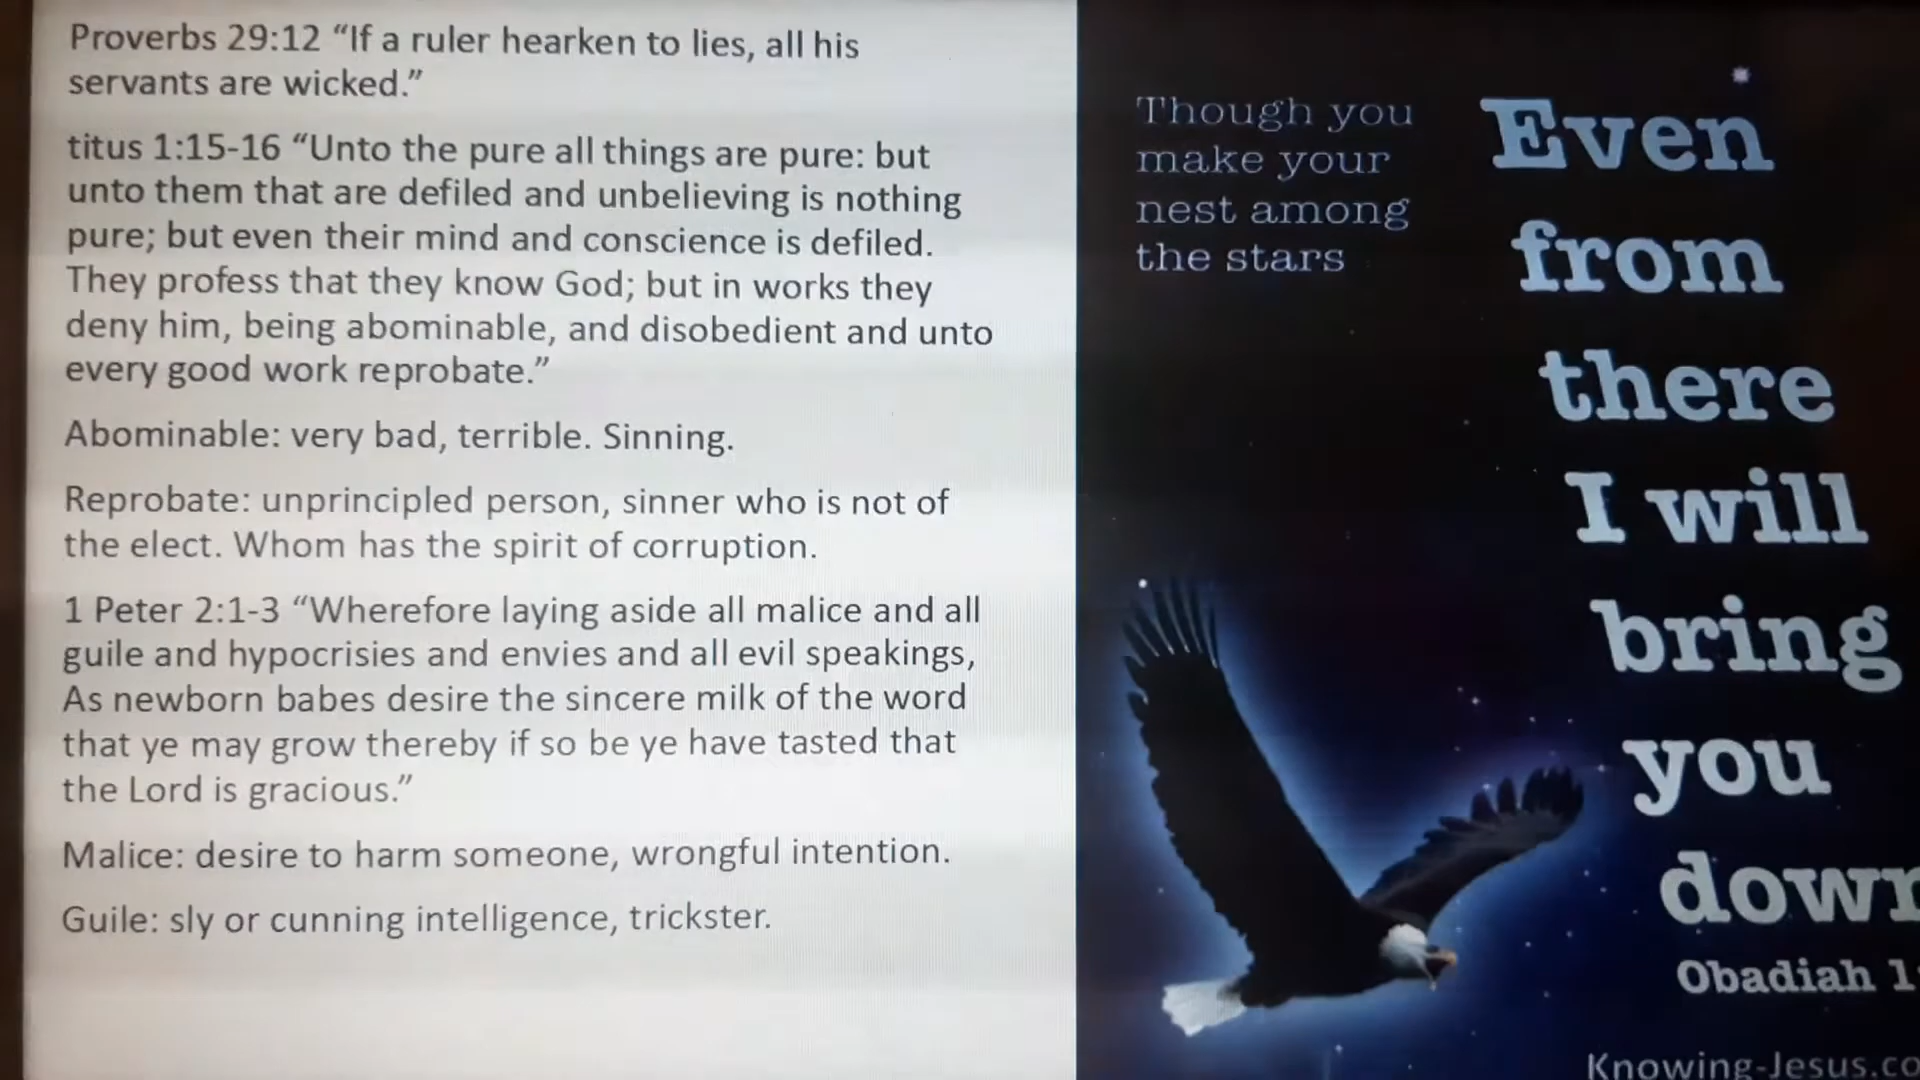 Proverbs 29:12 “If a ruler hearken to lies, all his
servants are wicked.”
titus 1:15-16 “Unto the pure all things are pure: but
unto them that are defiled and unbelieving is nothing
pure; but even their mind and conscience is defiled.
They profess that they know God; but in works they
deny him, being abominable, and disobedient and unto
every good work reprobate.”
Abominable: very bad, terrible. Sinning.
Reprobate: unprincipled person, sinner who is not of
the elect. Whom has the spirit of corruption.
1 Peter 2:1-3 “Wherefore laying aside all malice and all
guile and hypocrisies and envies and all evil speakings,
As newborn babes desire the sincere milk of the word
that ye may grow thereby if so be ye have tasted that
the Lord is gracious.”
Malice: desire to harm someone, wrongful intention.
Guile: sly or cunning intelligence, trickster.
Though you
make your
nest among
the stars
Even
from
there
I will
bring
you
down
Obadiah 1:
Knowing-Jesus.co